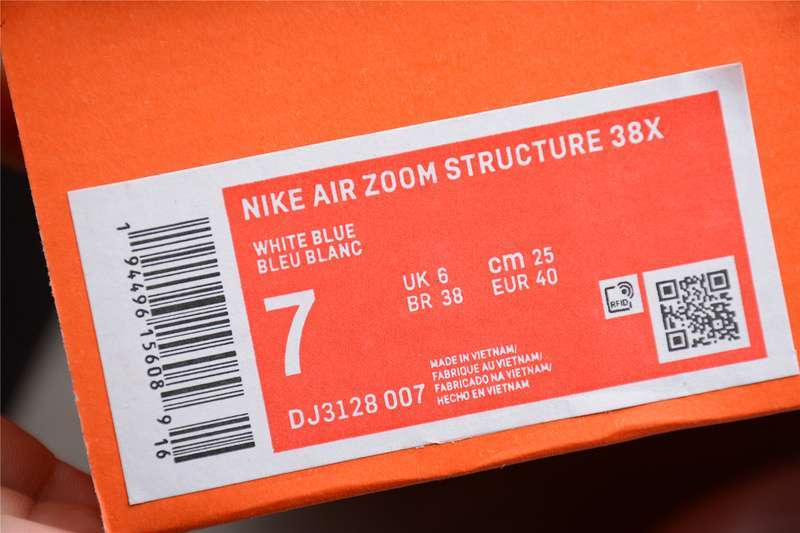 NIKE AIR ZOOM STRUCTURE 38X
WHITE BLUE
BLEU BLANC
7
UK 6
BR 38
cm 25
EUR 40
RFID
DJ3128 007
MADE IN VIETNAM/
FABRIQUE AU VIETNAM/
FABRICADO NA VIETNAM/
HECHO EN VIETNAM
1 94496 15608 9 16